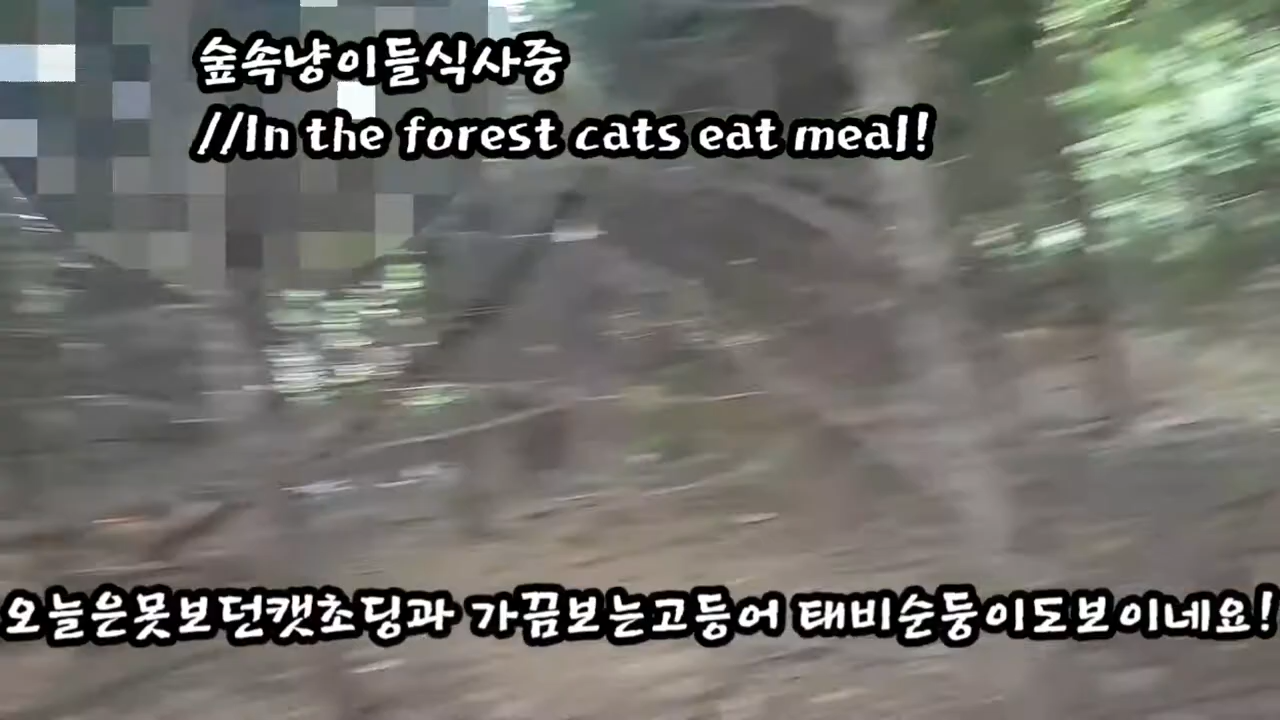 숲속냥이들식사중
//In the forest cats eat meal!
오늘은못보던캣초딩과 가끔보는고등어 태비순둥이도보이네요!